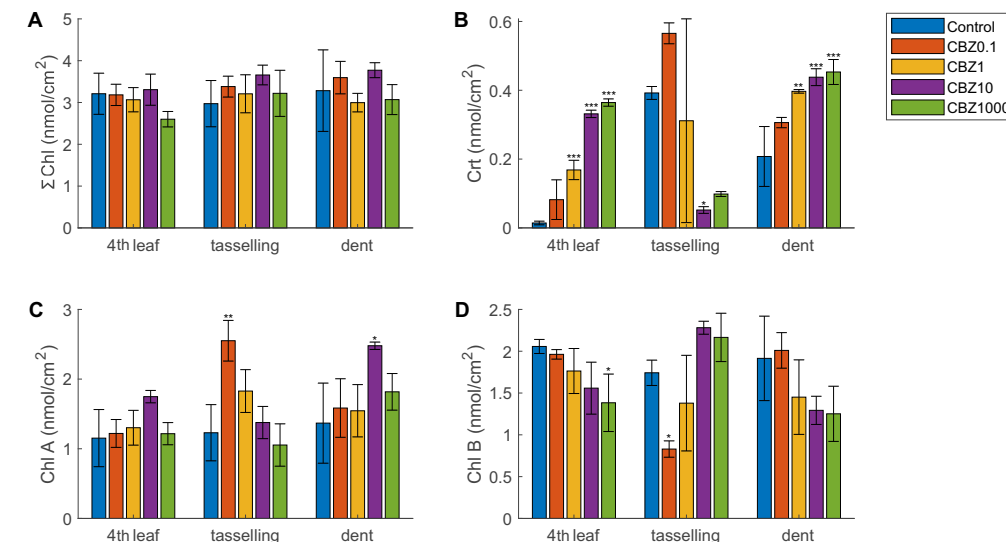 A
Σ Chl (nmol/cm²)
5
4
3
2
1
0
4th leaf
tasselling
dent
B
Crt (nmol/cm²)
0.6
0.4
0.2
0
***
***
***
*
**
***
***
4th leaf
tasselling
dent
Control
CBZ0.1
CBZ1
CBZ10
CBZ1000
C
Chl A (nmol/cm²)
3
2
1
0
**
*
4th leaf
tasselling
dent
D
Chl B (nmol/cm²)
2.5
2
1.5
1
0.5
0
*
*
4th leaf
tasselling
dent